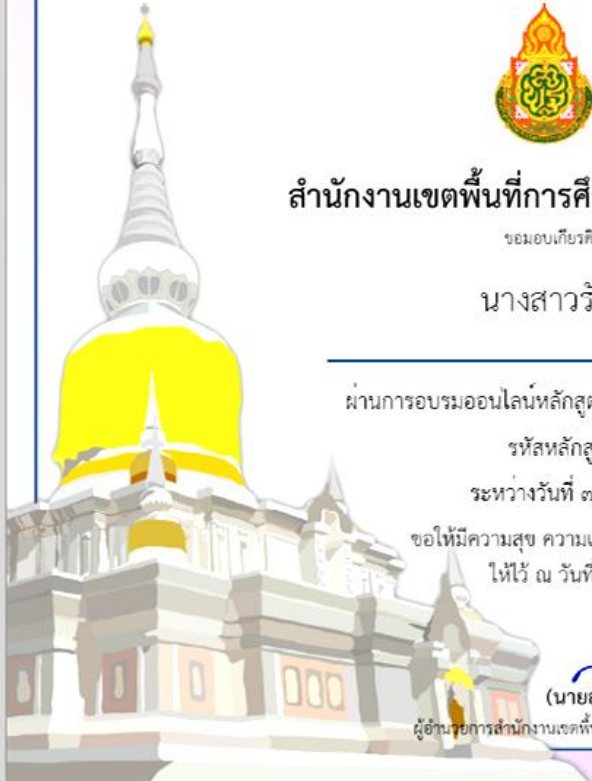 สำนักงานเขตพื้นที่การศึ
ขอมอบเกียรติ
นางสาววั
ผ่านการอบรมออนไลน์หลักสูต
รหัสหลักสู
ระหว่างวันที่ ๗
ขอให้มีความสุข ความเ
ให้ไว้ ณ วันที่
(นายส
ผู้อำนวยการสำนักงานเขตพื้น